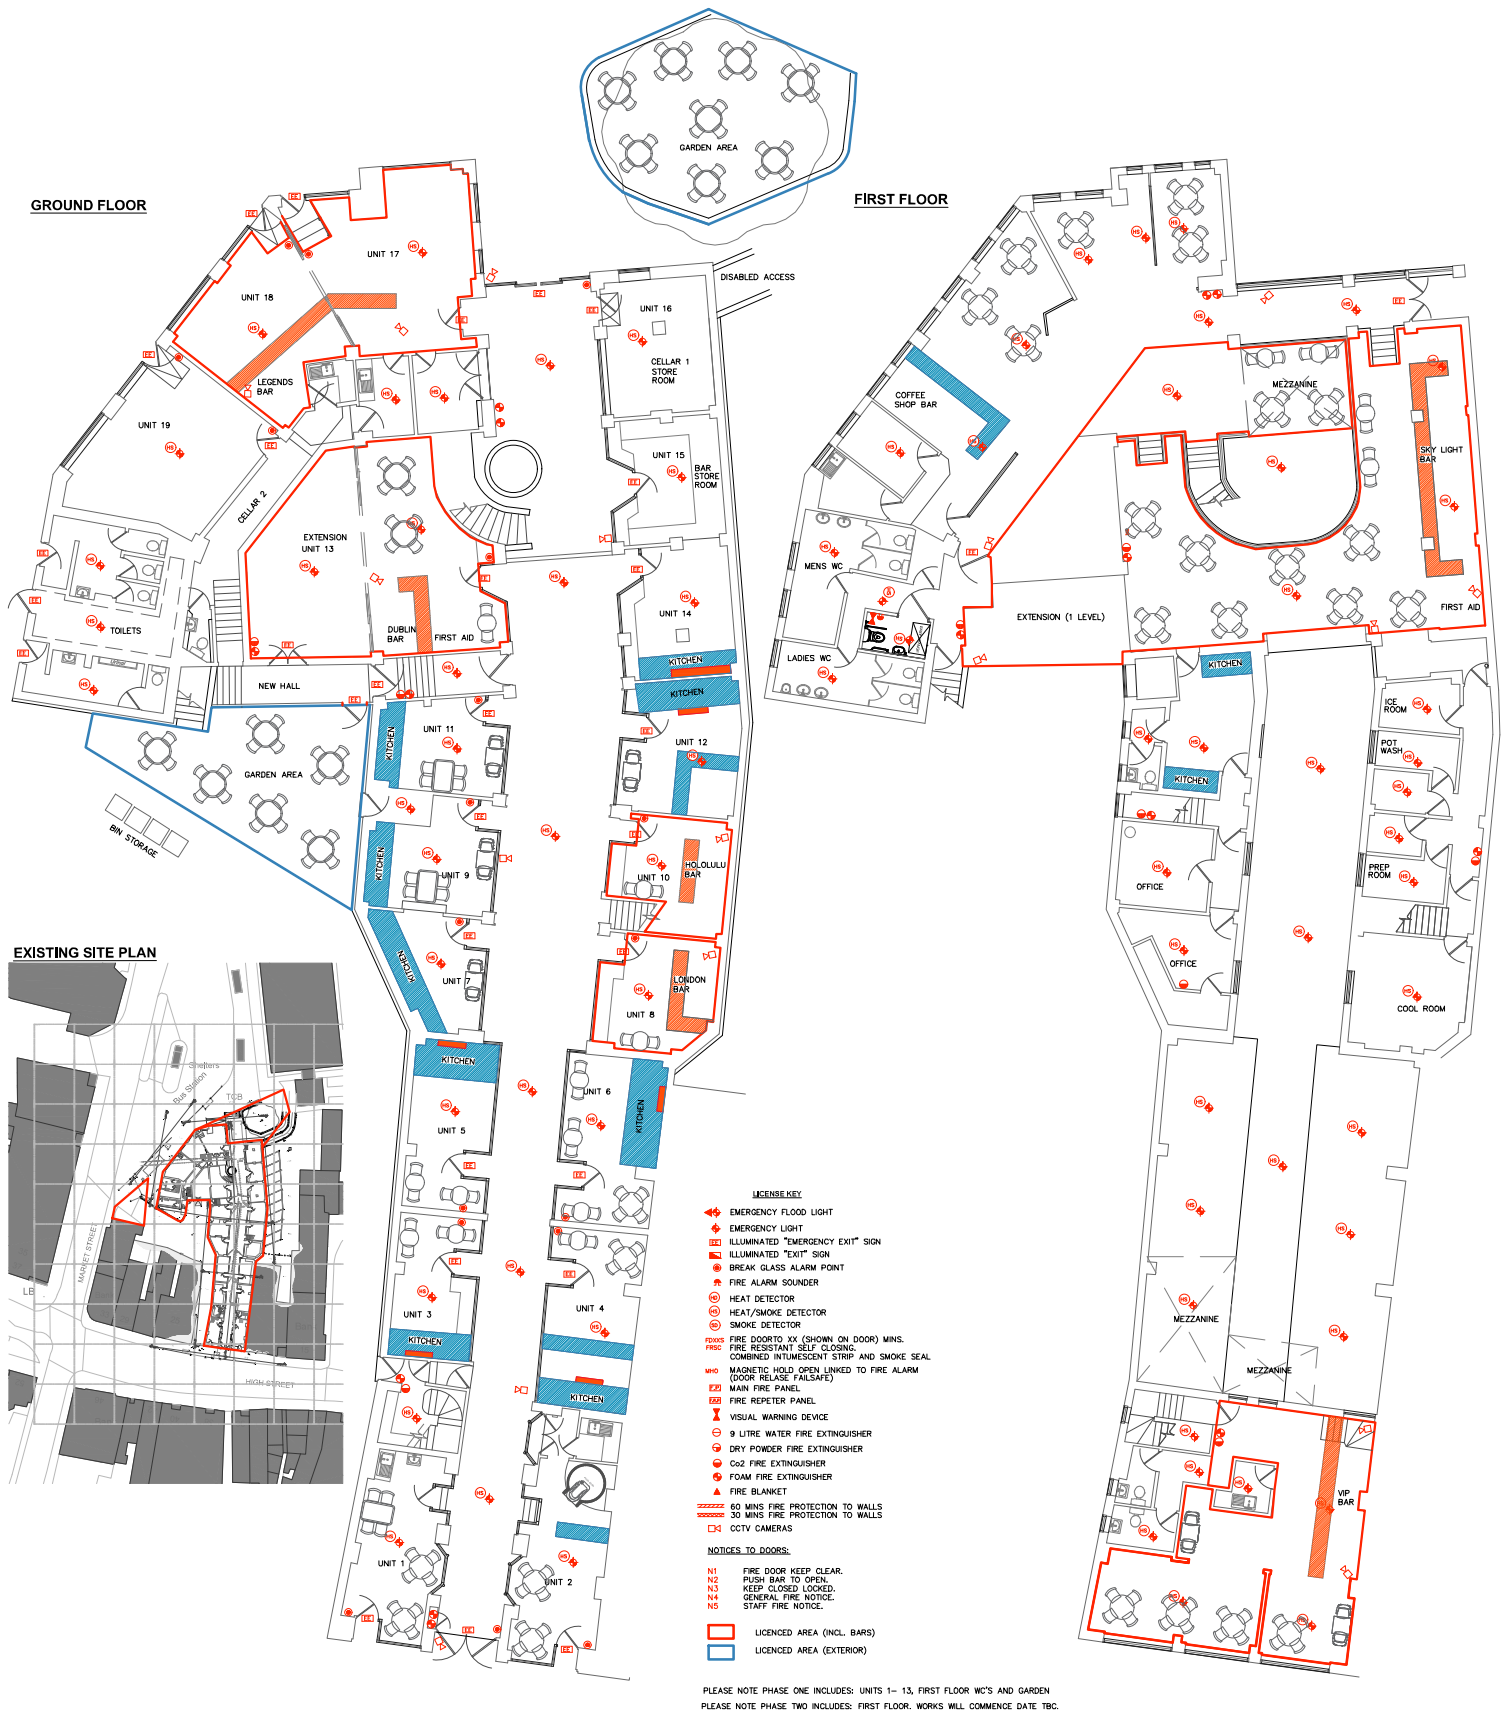 GARDEN AREA
GROUND FLOOR
FIRST FLOOR
DISABLED ACCESS
UNIT 17
UNIT 18
UNIT 16
CELLAR 1
STORE
ROOM
LEGENDS
BAR
UNIT 19
UNIT 15
BAR
STORE
ROOM
CELLAR 2
EXTENSION
UNIT 13
UNIT 14
TOILETS
DUBLIN
BAR
FIRST AID
KITCHEN
KITCHEN
NEW HALL
UNIT 11
KITCHEN
UNIT 12
GARDEN AREA
BIN STORAGE
KITCHEN
UNIT 9
UNIT 10
HOLOLULU
BAR
KITCHEN
UNIT 7
LONDON
BAR
UNIT 8
KITCHEN
UNIT 5
UNIT 6
KITCHEN
UNIT 3
KITCHEN
UNIT 4
KITCHEN
UNIT 1
UNIT 2
COFFEE
SHOP BAR
MEZZANINE
SKY LIGHT
BAR
MENS WC
LADIES WC
EXTENSION (1 LEVEL)
FIRST AID
KITCHEN
ICE
ROOM
POT
WASH
KITCHEN
PREP
ROOM
OFFICE
OFFICE
COOL ROOM
MEZZANINE
MEZZANINE
VIP
BAR
EXISTING SITE PLAN
Shelters
Bus Station
TCB
MARKET STREET
LB
HIGH STREET
LICENSE KEY
EMERGENCY FLOOD LIGHT
EMERGENCY LIGHT
EE ILLUMINATED "EMERGENCY EXIT" SIGN
ILLUMINATED "EXIT" SIGN
BREAK GLASS ALARM POINT
FIRE ALARM SOUNDER
HD HEAT DETECTOR
HS HEAT/SMOKE DETECTOR
SD SMOKE DETECTOR
FDXXS FIRE DOORTO XX (SHOWN ON DOOR) MINS.
FRSC FIRE RESISTANT SELF CLOSING.
COMBINED INTUMESCENT STRIP AND SMOKE SEAL
MHO MAGNETIC HOLD OPEN LINKED TO FIRE ALARM
(DOOR RELASE FAILSAFE)
F.P. MAIN FIRE PANEL
FIRE REPETER PANEL
VISUAL WARNING DEVICE
9 LITRE WATER FIRE EXTINGUISHER
DRY POWDER FIRE EXTINGUISHER
Co2 FIRE EXTINGUISHER
FOAM FIRE EXTINGUISHER
FIRE BLANKET
60 MINS FIRE PROTECTION TO WALLS
30 MINS FIRE PROTECTION TO WALLS
CCTV CAMERAS
NOTICES TO DOORS:
N1 FIRE DOOR KEEP CLEAR.
N2 PUSH BAR TO OPEN.
N3 KEEP CLOSED LOCKED.
N4 GENERAL FIRE NOTICE.
N5 STAFF FIRE NOTICE.
LICENCED AREA (INCL. BARS)
LICENCED AREA (EXTERIOR)
PLEASE NOTE PHASE ONE INCLUDES: UNITS 1- 13, FIRST FLOOR WC'S AND GARDEN
PLEASE NOTE PHASE TWO INCLUDES: FIRST FLOOR. WORKS WILL COMMENCE DATE TBC.